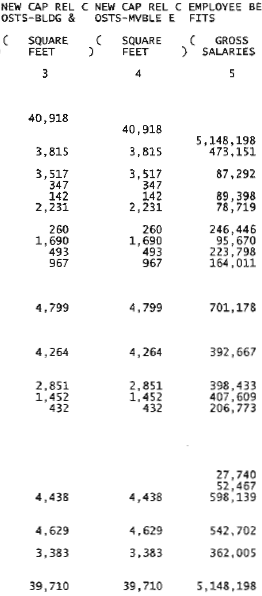 NEW CAP REL C NEW CAP REL C EMPLOYEE BE
OSTS-BLDG & OSTS-MVBLE E FITS
( SQUARE ( SQUARE ( GROSS
FEET ) FEET ) SALARIES
3 4 5
40,918
40,918
5,148,198
3,815 3,815 473,151
3,517 3,517 87,292
347 347
142 142 89,398
2,231 2,231 78,719
260 260 246,446
1,690 1,690 95,670
493 493 223,798
967 967 164,011
4,799 4,799 701,178
4,264 4,264 392,667
2,851 2,851 398,433
1,452 1,452 407,609
432 432 206,773
27,740
52,467
4,438 4,438 598,139
4,629 4,629 542,702
3,383 3,383 362,005
39,710 39,710 5,148,198